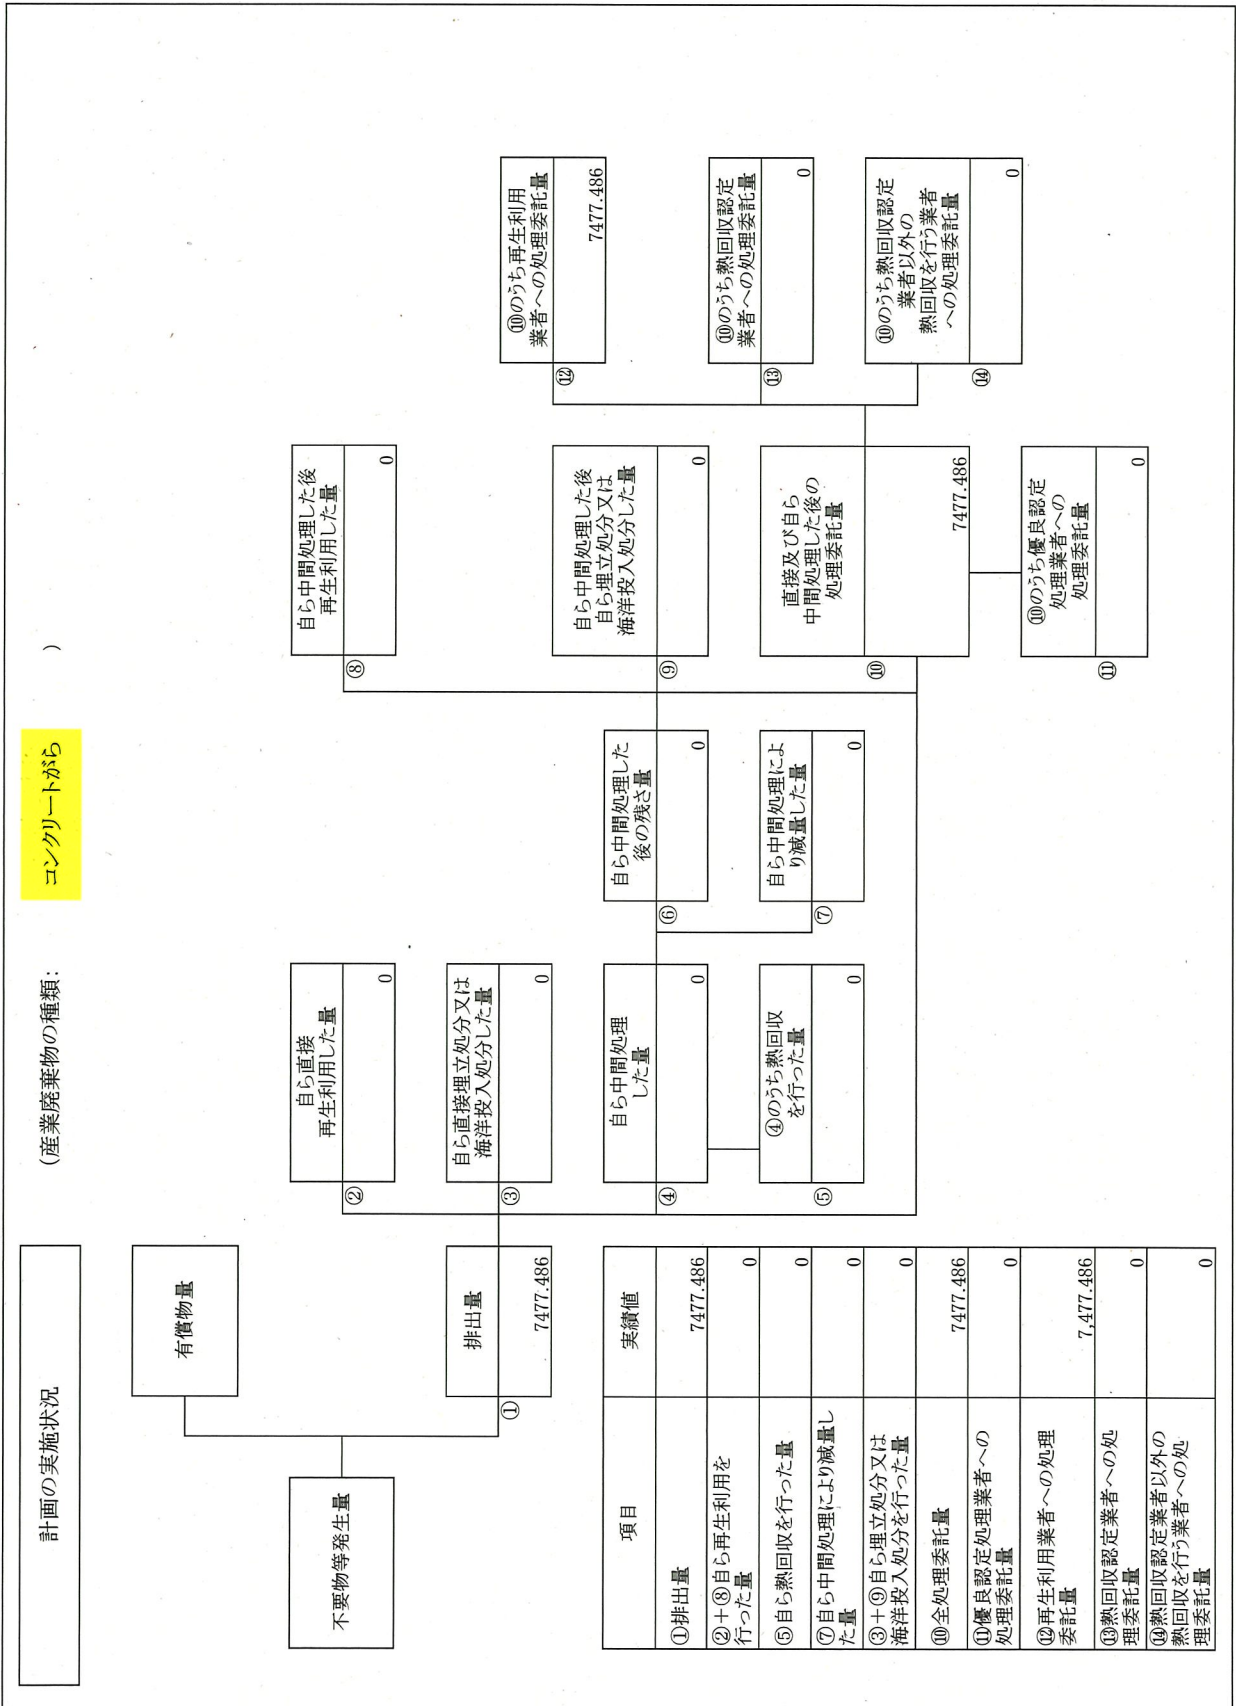 計画の実施状況
(産業廃棄物の種類:
コンクリートがら
)
有償物量
不要物等発生量
排出量
①
7477.486
自ら直接
再生利用した量
②
0
自ら直接埋立処分又は
海洋投入処分した量
③
0
自ら中間処理
した量
④
0
④のうち熱回収
を行った量
⑤
0
自ら中間処理した
後の残さ量
⑥
0
自ら中間処理によ
り減量した量
⑦
0
自ら中間処理した後
再生利用した量
⑧
0
自ら中間処理した後
自ら埋立処分又は
海洋投入処分した量
⑨
0
直接及び自ら
中間処理した後の
処理委託量
⑩
7477.486
⑩のうち優良認定
処理業者への
処理委託量
⑪
0
⑩のうち再生利用
業者への処理委託量
⑫
7477.486
⑩のうち熱回収認定
業者への処理委託量
⑬
0
⑩のうち熱回収認定
業者以外の
熱回収を行う業者
への処理委託量
⑭
0
項目
実績値
①排出量
7477.486
②+⑧自ら再生利用を
行った量
0
⑤自ら熱回収を行った量
0
⑦自ら中間処理により減量し
た量
0
③+⑨自ら埋立処分又は
海洋投入処分を行った量
0
⑩全処理委託量
7477.486
⑪優良認定処理業者への
処理委託量
0
⑫再生利用業者への処理
委託量
7,477.486
⑬熱回収認定業者への処
理委託量
0
⑭熱回収認定業者以外の
熱回収を行う業者への処
理委託量
0